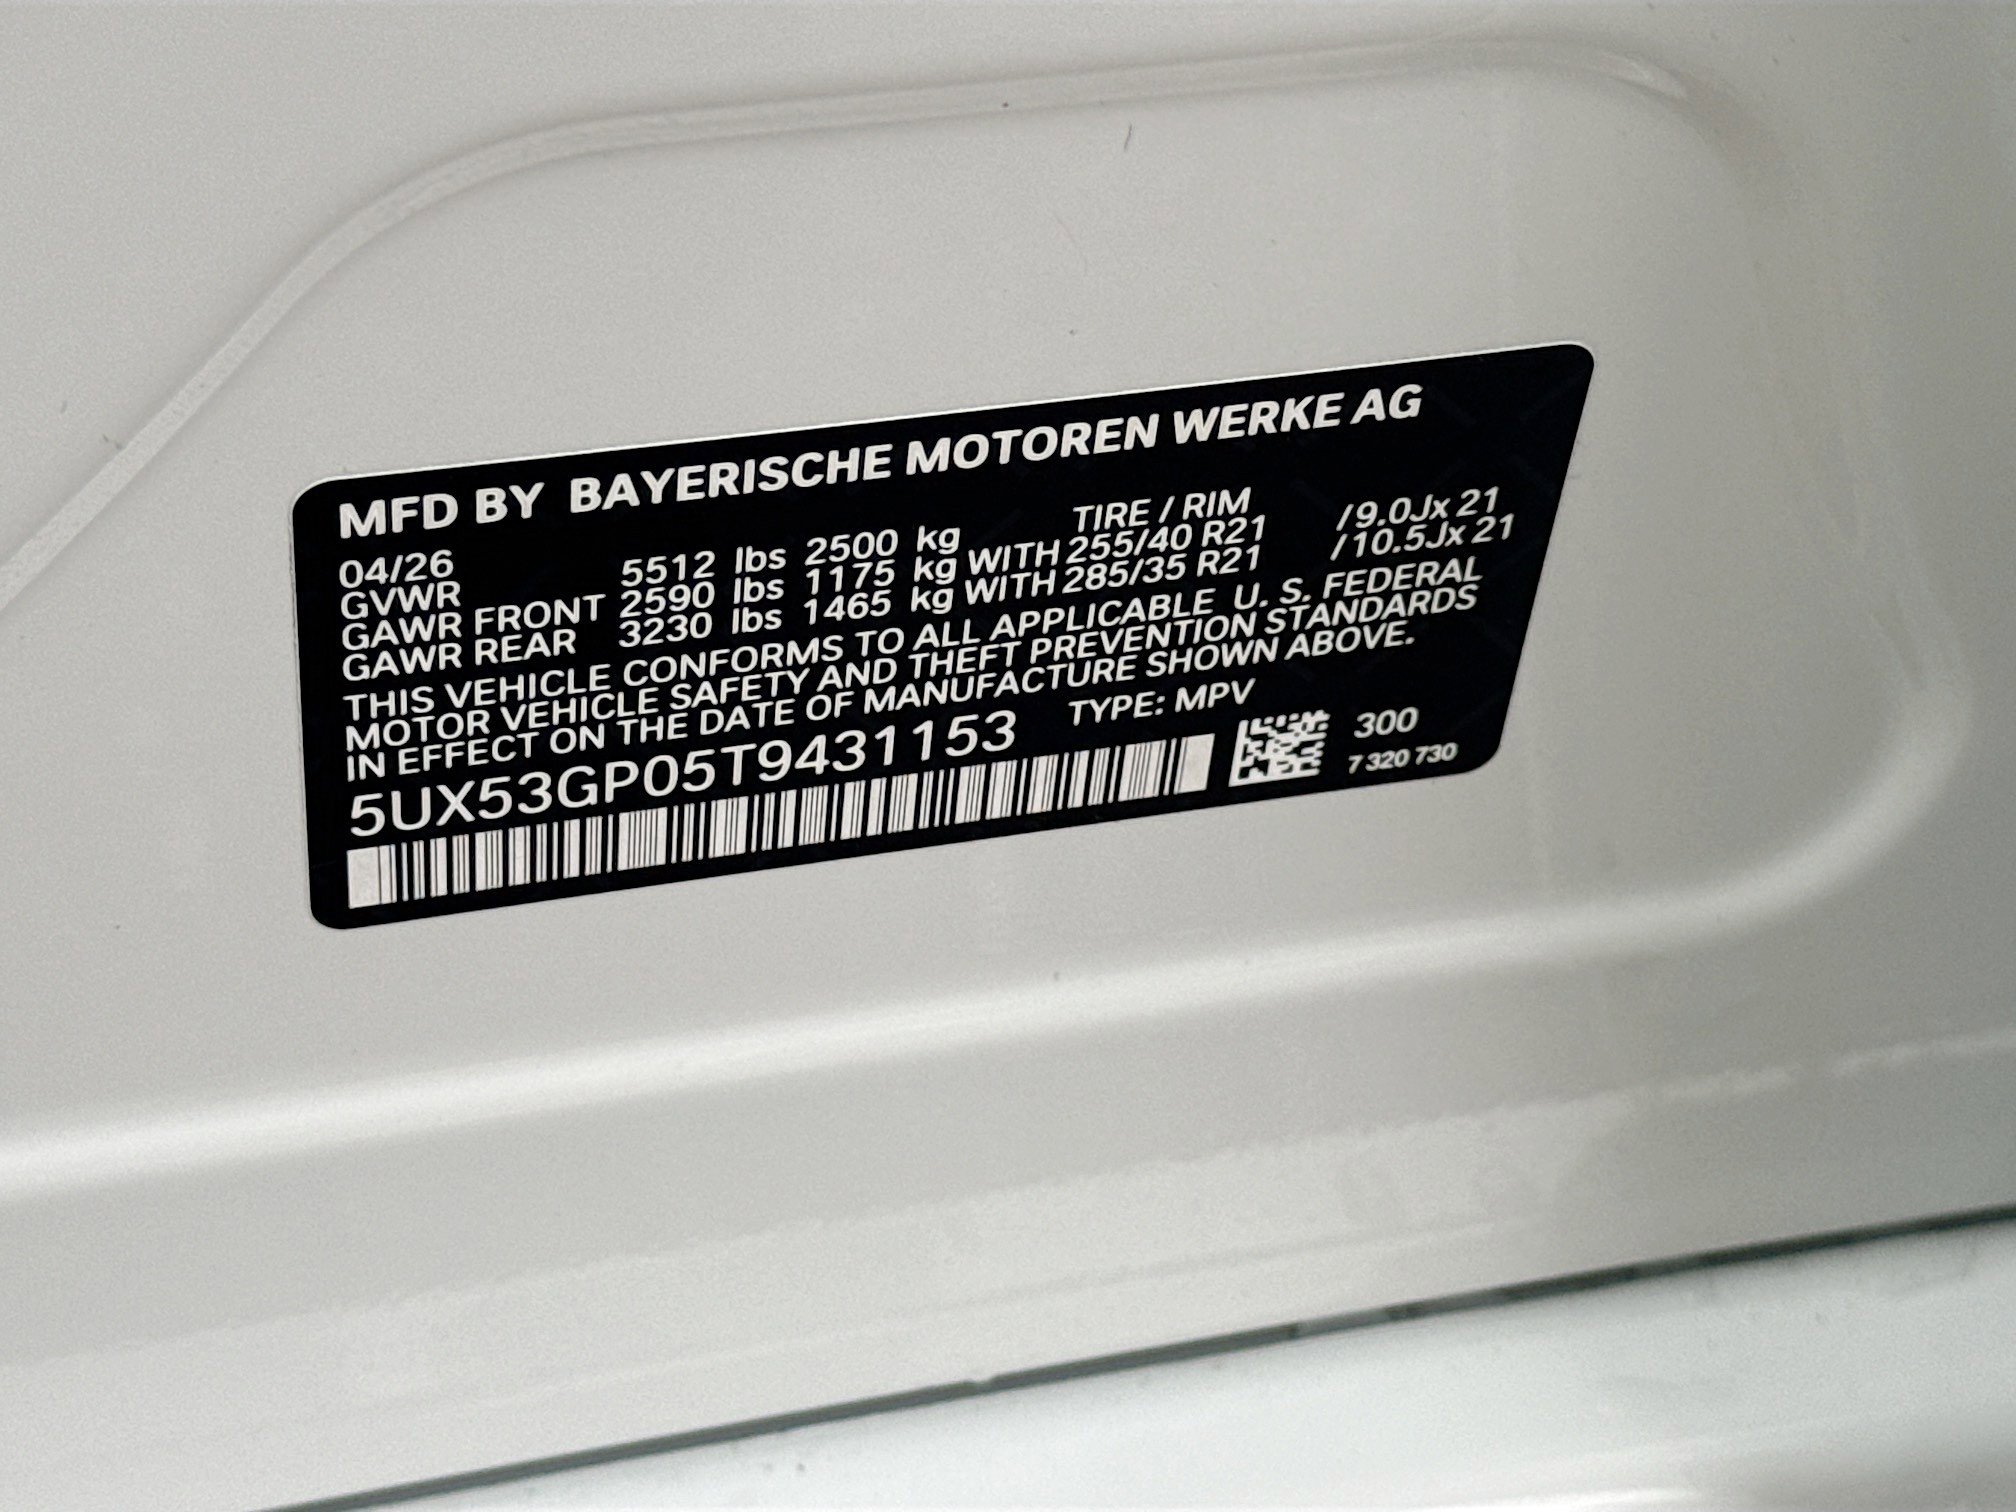 MFD BY BAYERISCHE MOTOREN WERKE AG
04/26 TIRE / RIM
GVWR 5512 lbs 2500 kg
GAWR FRONT 2590 lbs 1175 kg WITH 255/40 R21 /9.0Jx 21
GAWR REAR 3230 lbs 1465 kg WITH 285/35 R21 /10.5Jx 21
THIS VEHICLE CONFORMS TO ALL APPLICABLE U. S. FEDERAL
MOTOR VEHICLE SAFETY AND THEFT PREVENTION STANDARDS
IN EFFECT ON THE DATE OF MANUFACTURE SHOWN ABOVE.
5UX53GP05T9431153 TYPE: MPV
300
7 320 730